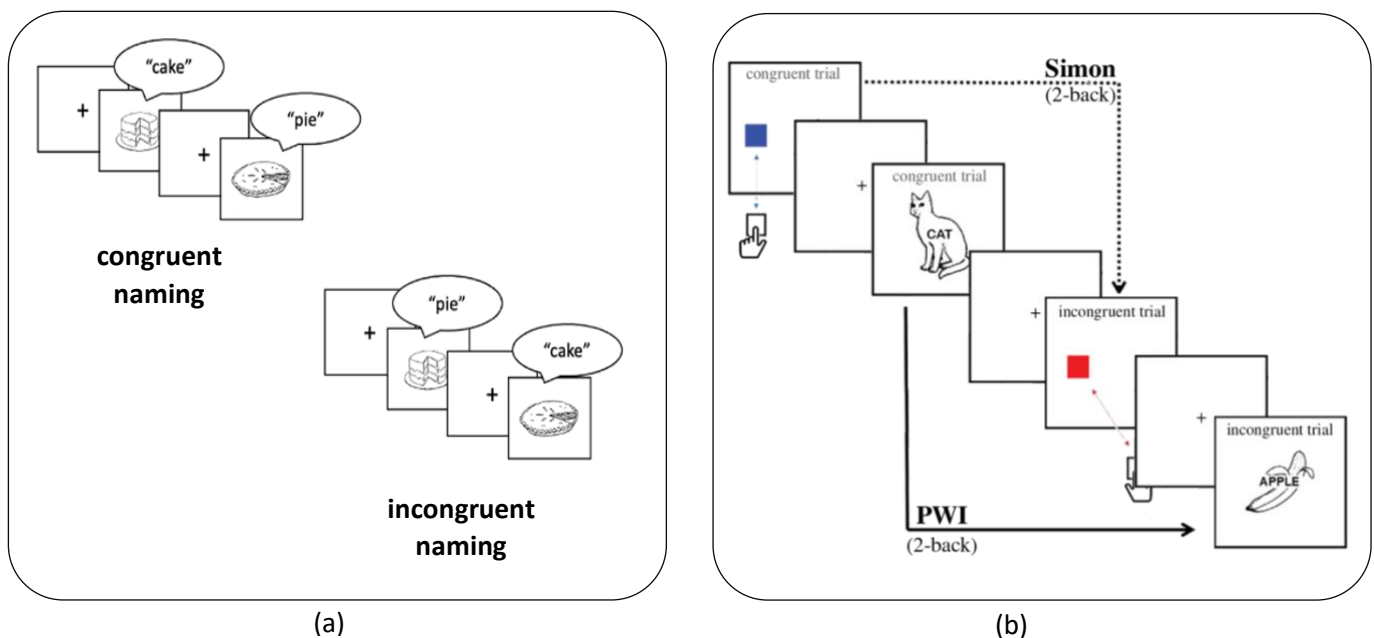 "cake"
"pie"
+
+
congruent
naming
"pie"
"cake"
+
+
incongruent
naming
(a)
congruent trial
Simon
(2-back)
+
congruent trial
CAT
+
incongruent trial
+
incongruent trial
APPLE
PWI
(2-back)
(b)